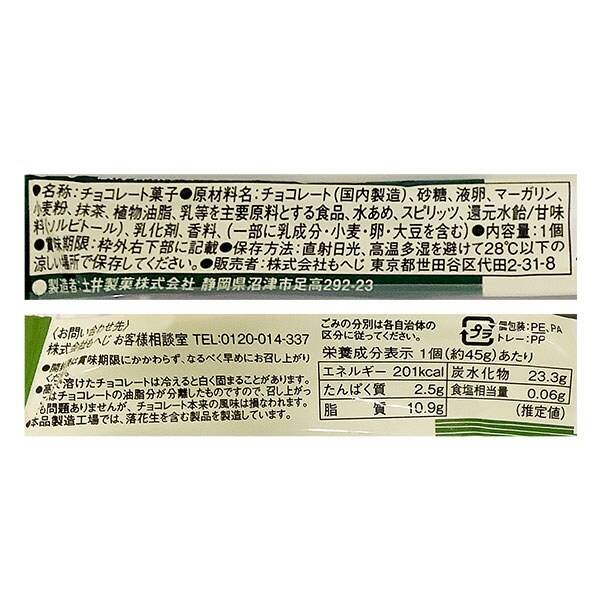 ●名称:チョコレート菓子●原材料名:チョコレート(国内製造)、砂糖、液卵、マーガリン、
小麦粉、抹茶、植物油脂、乳等を主要原料とする食品、水あめ、スピリッツ、還元水飴/甘味
料(ソルビトール)、乳化剤、香料、(一部に乳成分・小麦・卵・大豆を含む)●内容量:1個
●賞味期限:枠外右下部に記載●保存方法:直射日光、高温多湿を避けて28℃以下の
涼しい場所で保存してください。●販売者:株式会社もへじ 東京都世田谷区代田2-31-8
製造者:土井製菓株式会社 静岡県沼津市足高292-23
〈お問い合わせ先〉
株式会社もへじ お客様相談室 TEL:0120-014-337
●開封後は賞味期限にかかわらず、なるべく早めにお召し上がり
溶けたチョコレートは冷えると白く固まることがあります。
はチョコレートの油脂分が分離したものですので、召し上がっ
も問題ありませんが、チョコレート本来の風味は損なわれます。
●本品製造工場では、落花生を含む製品を製造しています。
ごみの分別は各自治体の
区分に従ってください。
プラ
個包装:PE,PA
トレー:PP
栄養成分表示 1個(約45g)あたり
エネルギー 201kcal 炭水化物 23.3g
たんぱく質 2.5g 食塩相当量 0.06g
脂質 10.9g (推定値)